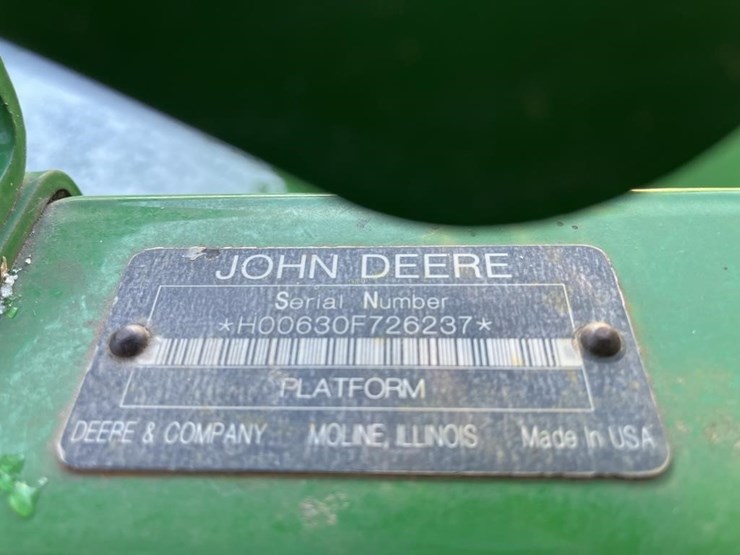 JOHN DEERE
Serial Number
*H00630F726237*
PLATFORM
DEERE & COMPANY MOLINE, ILLINOIS Made In USA